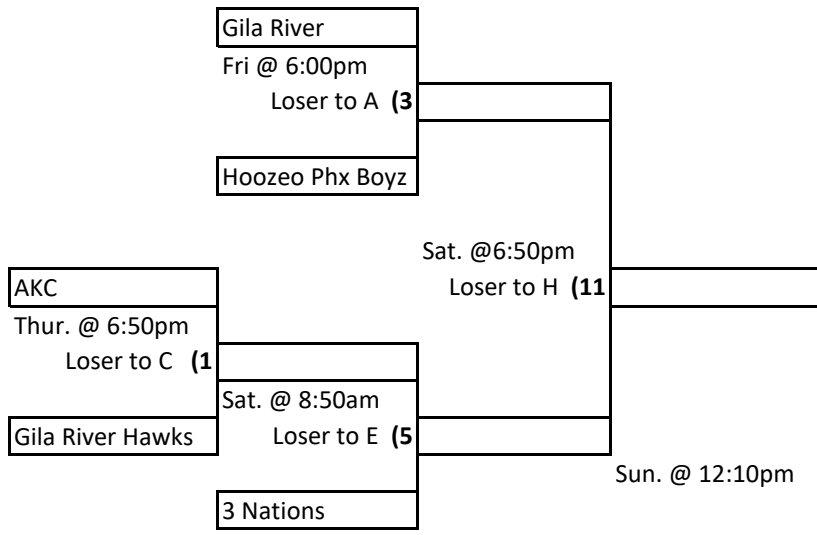 Gila River
Fri @ 6:00pm
Loser to A (3
Hoozeo Phx Boyz
Sat. @6:50pm
Loser to H (11
AKC
Thur. @ 6:50pm
Loser to C (1
Sat. @ 8:50am
Loser to E (5
Gila River Hawks
Sun. @ 12:10pm
3 Nations